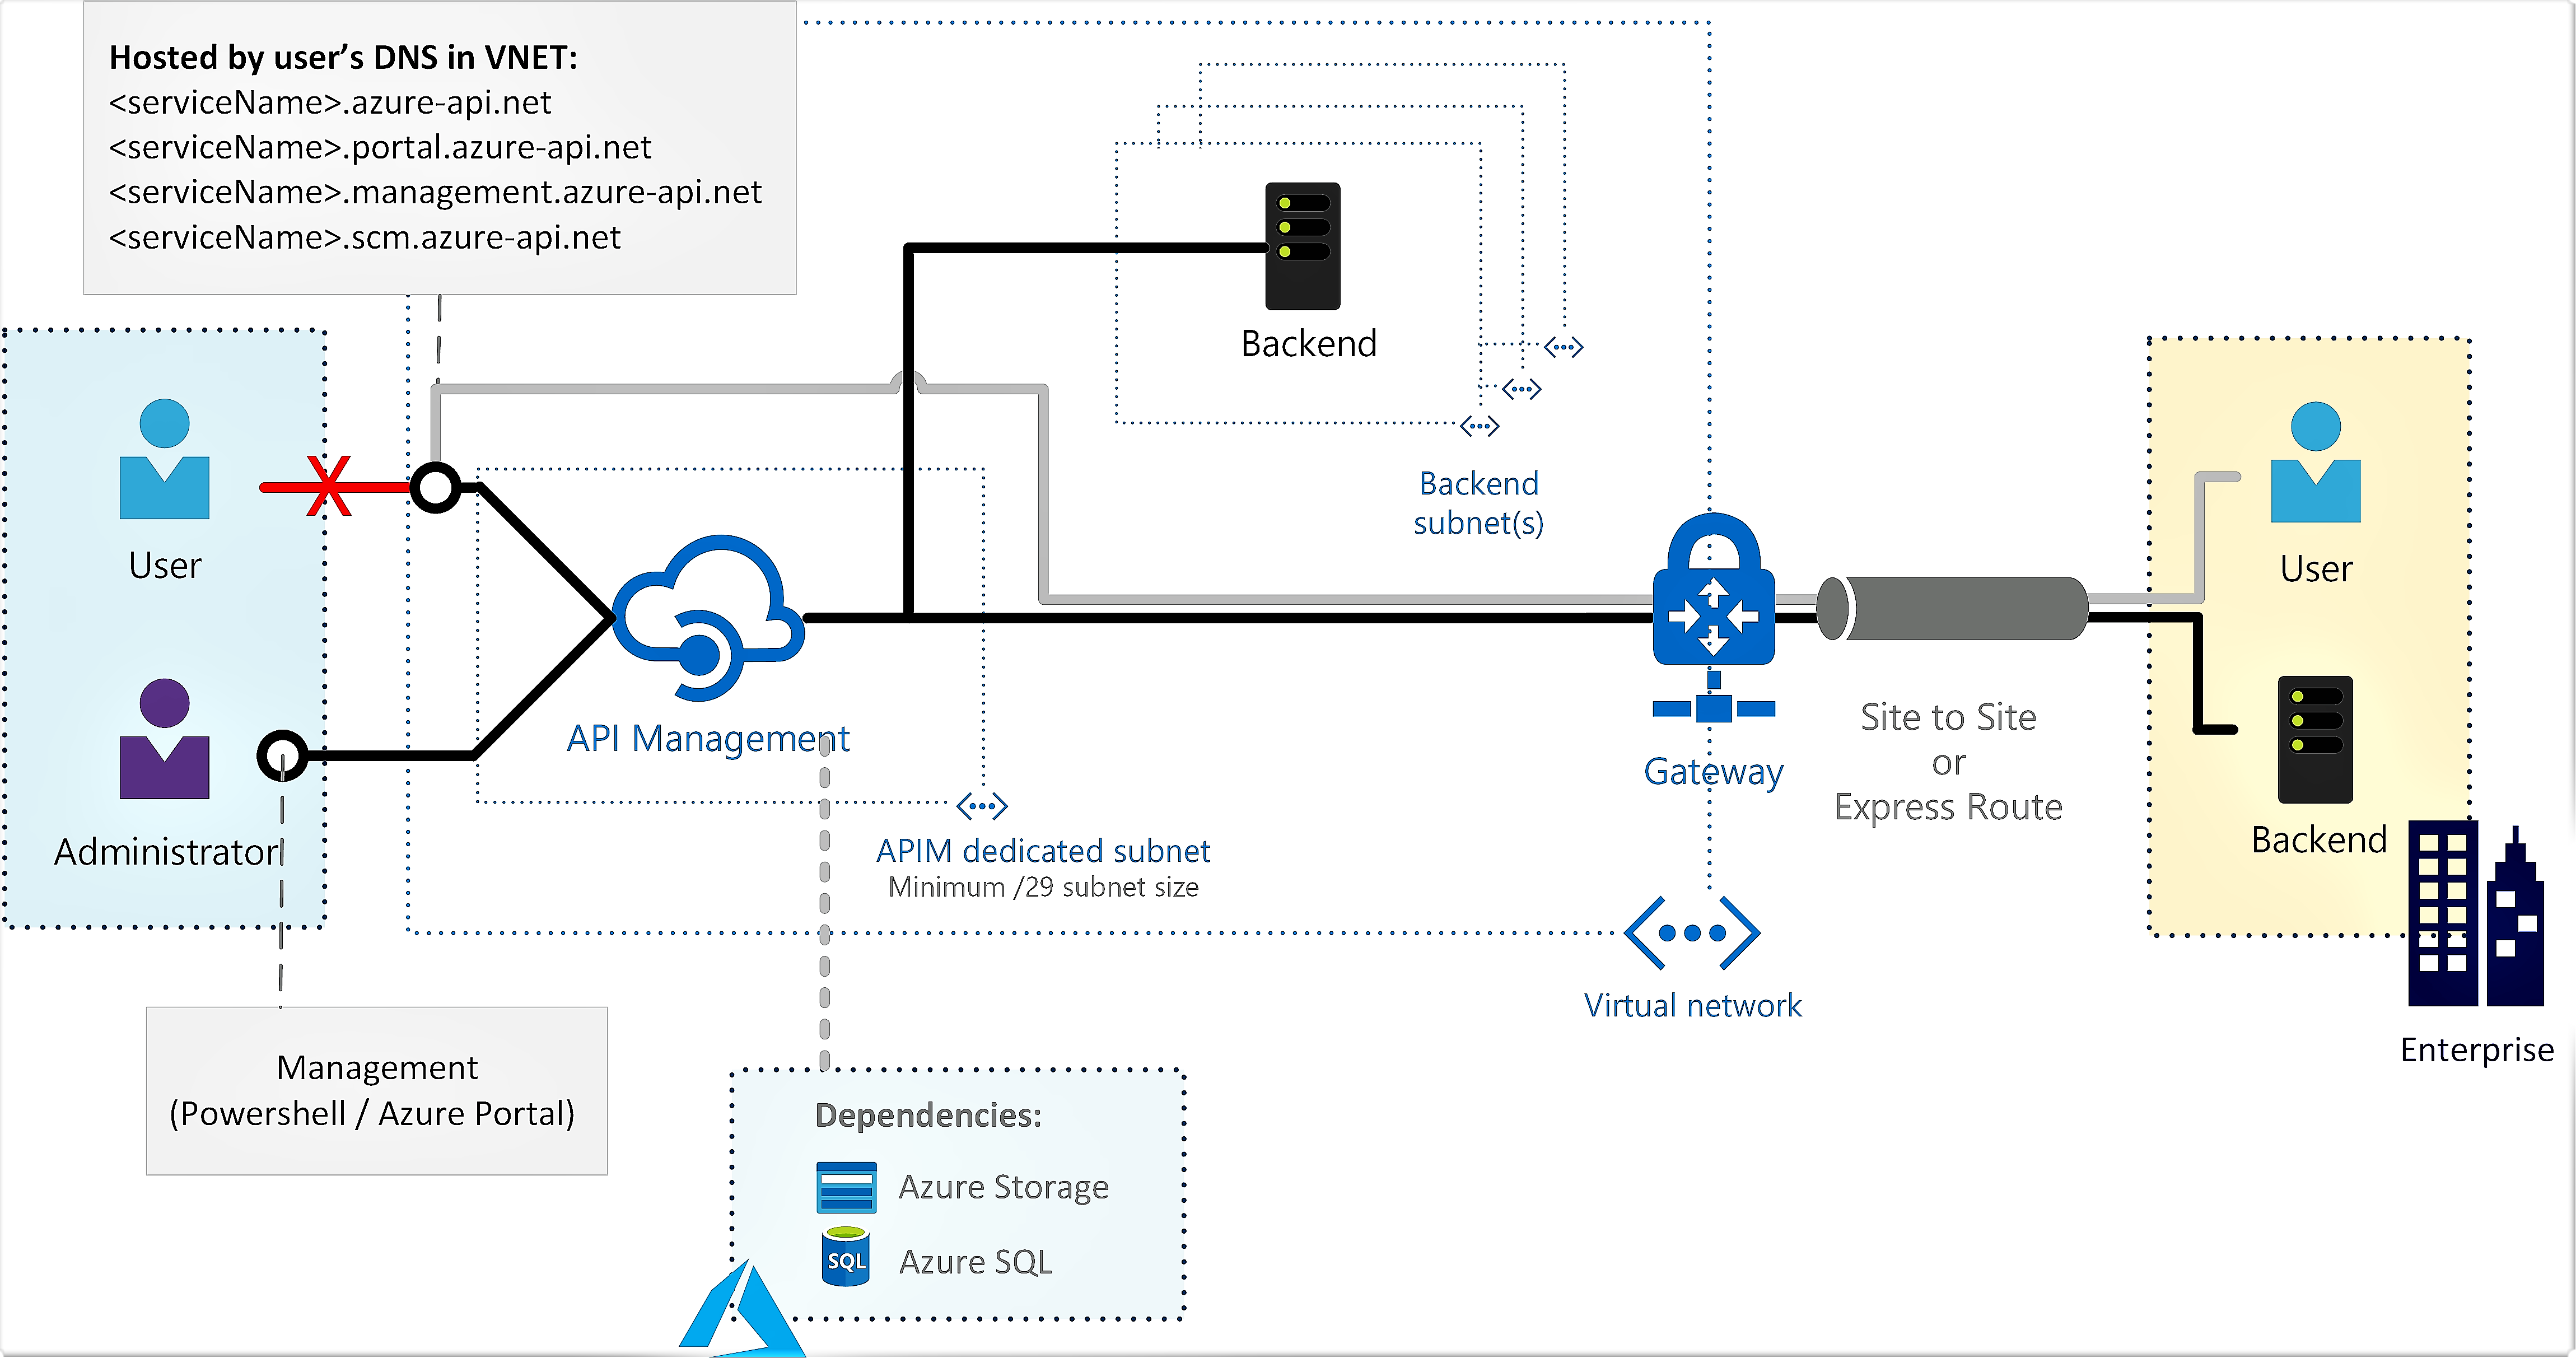 Hosted by user’s DNS in VNET:
<serviceName>.azure-api.net
<serviceName>.portal.azure-api.net
<serviceName>.management.azure-api.net
<serviceName>.scm.azure-api.net
Backend
Backend
subnet(s)
User
Administrator
API Management
APIM dedicated subnet
Minimum /29 subnet size
Gateway
Site to Site
or
Express Route
User
Backend
Enterprise
Virtual network
Management
(Powershell / Azure Portal)
Dependencies:
Azure Storage
SQL
Azure SQL